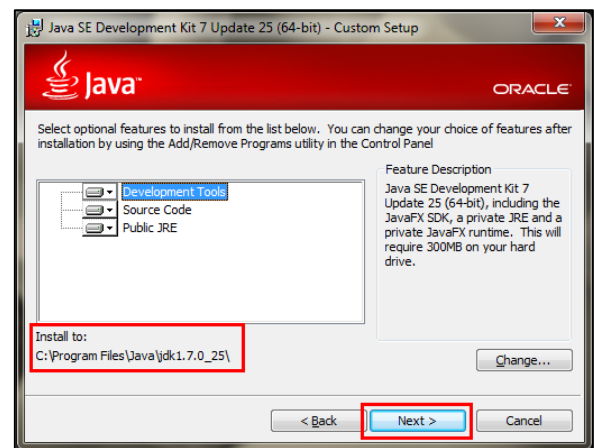 Java SE Development Kit 7 Update 25 (64-bit) - Custom Setup
Java™
ORACLE®
Select optional features to install from the list below. You can change your choice of features after
installation by using the Add/Remove Programs utility in the Control Panel
Development Tools
Source Code
Public JRE
Feature Description
Java SE Development Kit 7
Update 25 (64-bit), including the
JavaFX SDK, a private JRE and a
private JavaFX runtime. This will
require 300MB on your hard
drive.
Install to:
C:\Program Files\Java\jdk1.7.0_25\
Change...
< Back
Next >
Cancel